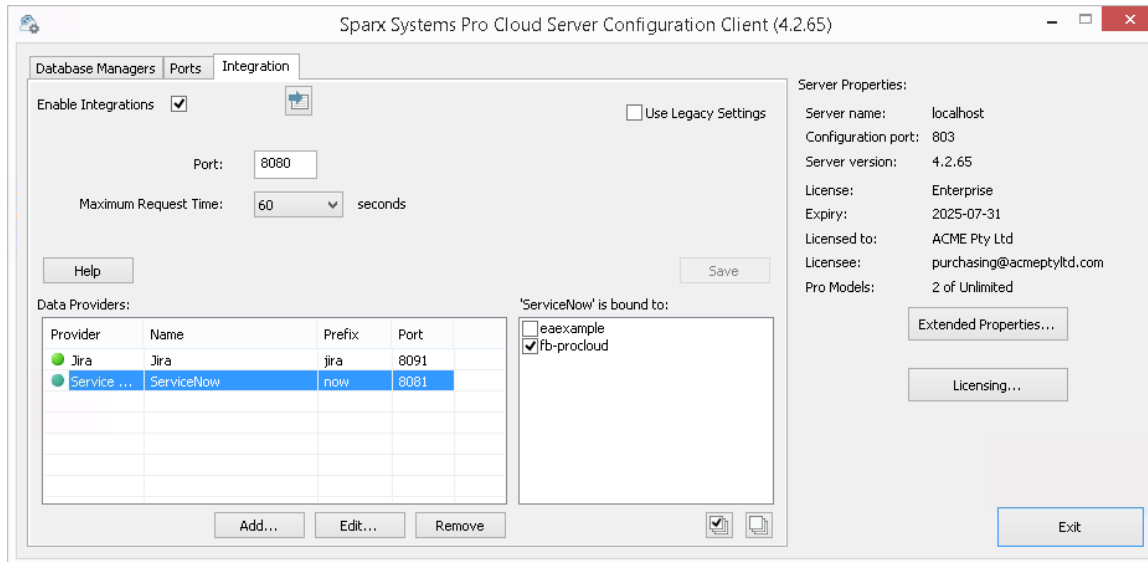 Sparx Systems Pro Cloud Server Configuration Client (4.2.65)
Database Managers Ports Integration
Enable Integrations
Use Legacy Settings
Port: 8080
Maximum Request Time: 60 seconds
Help Save
Data Providers:
Provider Name Prefix Port
Jira Jira jira 8091
Service ... ServiceNow now 8081
Add... Edit... Remove
'ServiceNow' is bound to:
eaexample
fb-procloud
Server Properties:
Server name: localhost
Configuration port: 803
Server version: 4.2.65
License: Enterprise
Expiry: 2025-07-31
Licensed to: ACME Pty Ltd
Licensee: purchasing@acmeptyltd.com
Pro Models: 2 of Unlimited
Extended Properties...
Licensing...
Exit